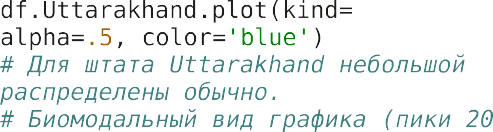 df.Uttarakhand.plot(kind=
alpha=.5, color='blue')
# Для штата Uttarakhand небольшой
распределены обычно.
# Биомодальный вид графика (пики 20